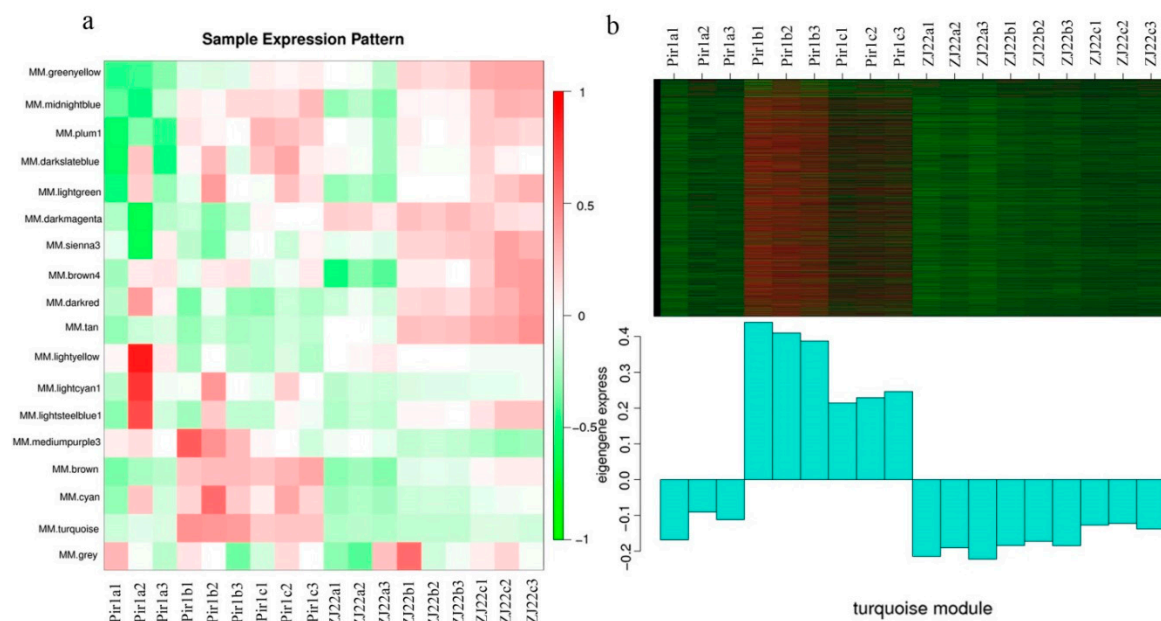 a
Sample Expression Pattern
MM.greenyellow
MM.midnightblue
MM.plum1
MM.darkslateblue
MM.lightgreen
MM.darkmagenta
MM.sienna3
MM.brown4
MM.darkred
MM.tan
MM.lightyellow
MM.lightcyan1
MM.lightsteelblue1
MM.mediumpurple3
MM.brown
MM.cyan
MM.turquoise
MM.grey
Pir1a1
Pir1a2
Pir1a3
Pir1b1
Pir1b2
Pir1b3
Pir1c1
Pir1c2
Pir1c3
ZJ22a1
ZJ22a2
ZJ22a3
ZJ22b1
ZJ22b2
ZJ22b3
ZJ22c1
ZJ22c2
ZJ22c3
1
0.5
0
−0.5
−1
b
Pir1a1
Pir1a2
Pir1a3
Pir1b1
Pir1b2
Pir1b3
Pir1c1
Pir1c2
Pir1c3
ZJ22a1
ZJ22a2
ZJ22a3
ZJ22b1
ZJ22b2
ZJ22b3
ZJ22c1
ZJ22c2
ZJ22c3
eigengene express
0.4
0.3
0.2
0.1
0.0
-0.1
-0.2
turquoise module